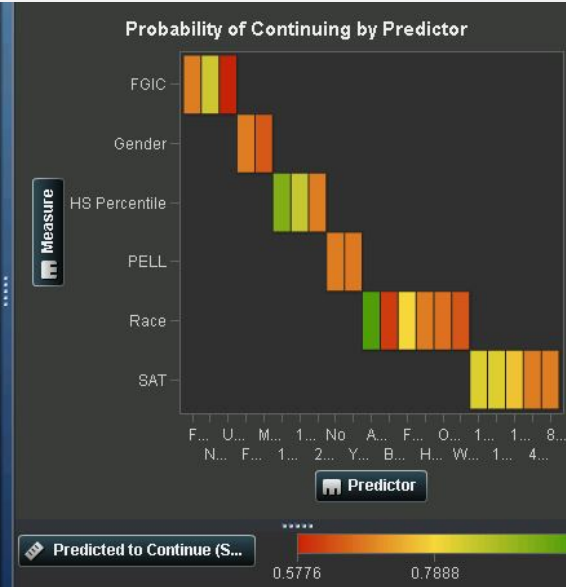 Probability of Continuing by Predictor
FGIC
Gender
HS Percentile
PELL
Race
SAT
Measure
F... U... M... 1... No A... F... O... 1... 1... 8...
N... F... 1... 2... Y... B... H... W... 1... 4...
Predictor
Predicted to Continue (S...
0.5776 0.7888